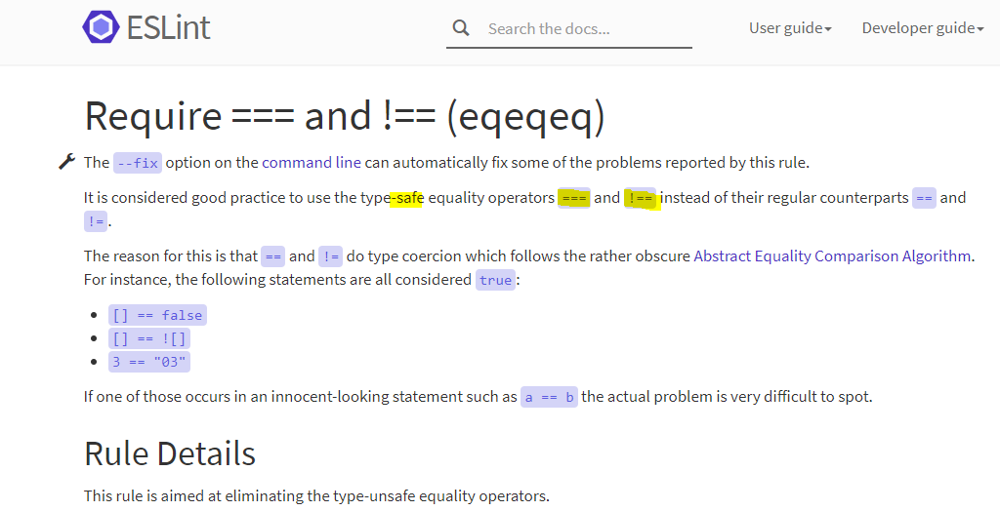 ESLint
Search the docs...
User guide
Developer guide
Require === and !== (eqeqeq)
The --fix option on the command line can automatically fix some of the problems reported by this rule.
It is considered good practice to use the type-safe equality operators === and !== instead of their regular counterparts == and
!=.
The reason for this is that == and != do type coercion which follows the rather obscure Abstract Equality Comparison Algorithm.
For instance, the following statements are all considered true:
• [] == false
• [] == ![]
• 3 == "03"
If one of those occurs in an innocent-looking statement such as a == b the actual problem is very difficult to spot.
Rule Details
This rule is aimed at eliminating the type-unsafe equality operators.